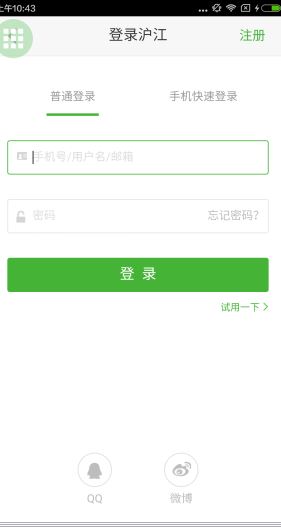 上午10:43
登录沪江
注册
普通登录 手机快速登录
手机号/用户名/邮箱
密码 忘记密码?
登 录
试用一下
QQ 微博